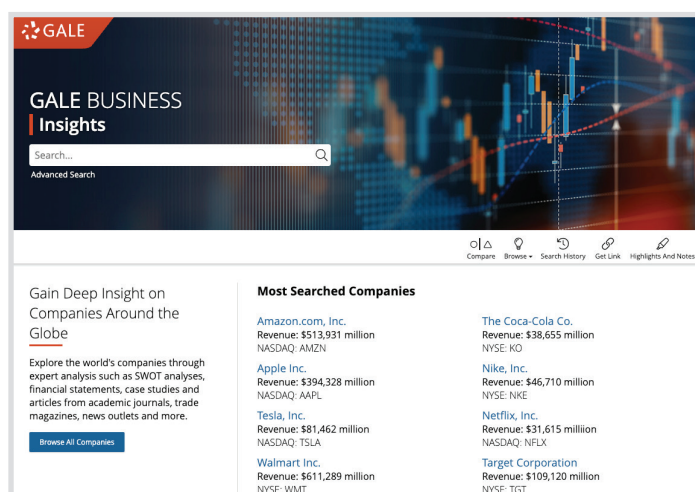 GALE
GALE BUSINESS
Insights
Search...
Advanced Search
Compare
Browse
Search History
Get Link
Highlights And Notes
Gain Deep Insight on
Companies Around the
Globe
Explore the world's companies through
expert analysis such as SWOT analyses,
financial statements, case studies and
articles from academic journals, trade
magazines, news outlets and more.
Browse All Companies
Most Searched Companies
Amazon.com, Inc.
Revenue: $513,931 million
NASDAQ: AMZN
The Coca-Cola Co.
Revenue: $38,655 million
NYSE: KO
Apple Inc.
Revenue: $394,328 million
NASDAQ: AAPL
Nike, Inc.
Revenue: $46,710 million
NYSE: NKE
Tesla, Inc.
Revenue: $81,462 million
NASDAQ: TSLA
Netflix, Inc.
Revenue: $31,615 milliion
NASDAQ: NFLX
Walmart Inc.
Revenue: $611,289 million
NYSE: WMT
Target Corporation
Revenue: $109,120 million
NYSE: TGT